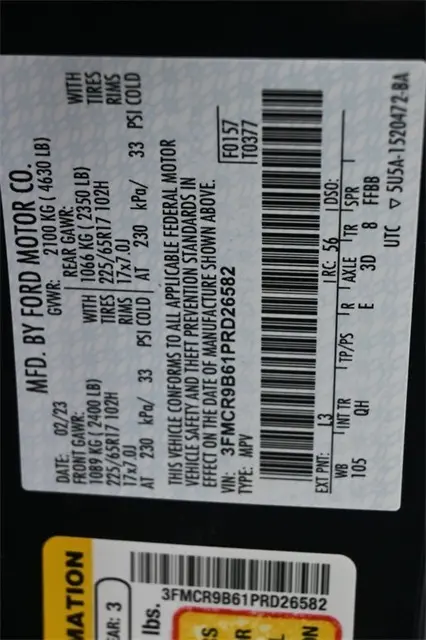 MFD. BY FORD MOTOR CO.
DATE: 02/23 GVWR: 2100 KG ( 4630 LB)
FRONT GAWR: REAR GAWR:
1089 KG ( 2400 LB) WITH 1066 KG ( 2350 LB) WITH
225/65R17 102H TIRES 225/65R17 102H TIRES
17x7.0J RIMS 17x7.0J RIMS
AT 230 kPa/ 33 PSI COLD AT 230 kPa/ 33 PSI COLD
THIS VEHICLE CONFORMS TO ALL APPLICABLE FEDERAL MOTOR
VEHICLE SAFETY AND THEFT PREVENTION STANDARDS IN
EFFECT ON THE DATE OF MANUFACTURE SHOWN ABOVE.
VIN: 3FMCR9B61PRD26582
TYPE: MPV
F0157
T0377
EXT PNT: L3 RC: 56 DSO:
WB INT TR TP/PS R AXLE TR SPR
105 QH E 3D 8 FFBB
UTC ▽ 5U5A-1520472-BA
MATION
EAR: 3
lbs.
3FMCR9B61PRD26582